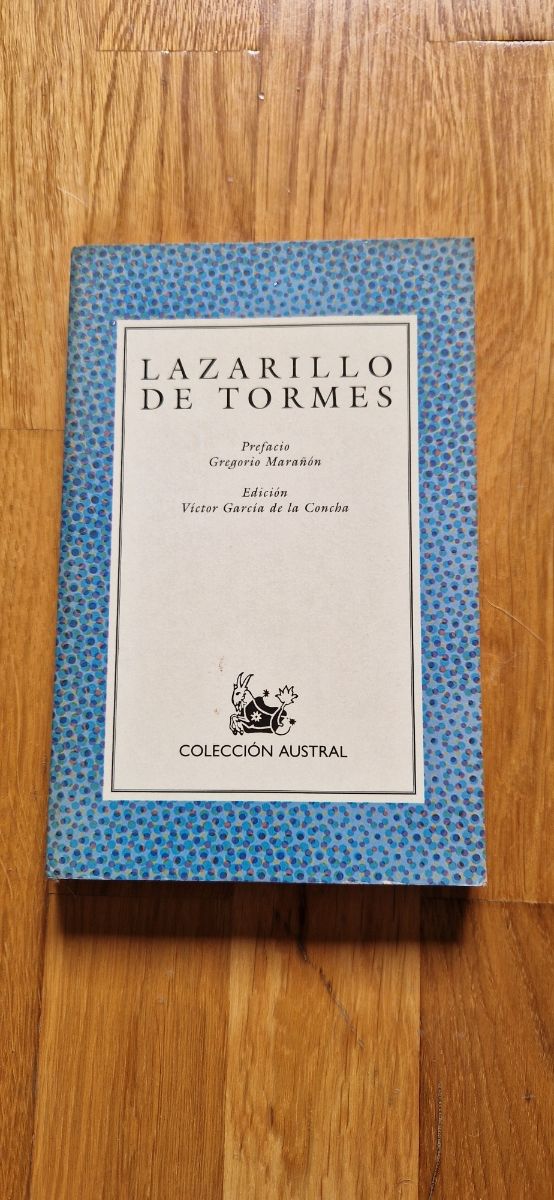 LAZARILLO
DE TORMES
Prefacio
Gregorio Marañón
Edición
Víctor García de la Concha
COLECCIÓN AUSTRAL